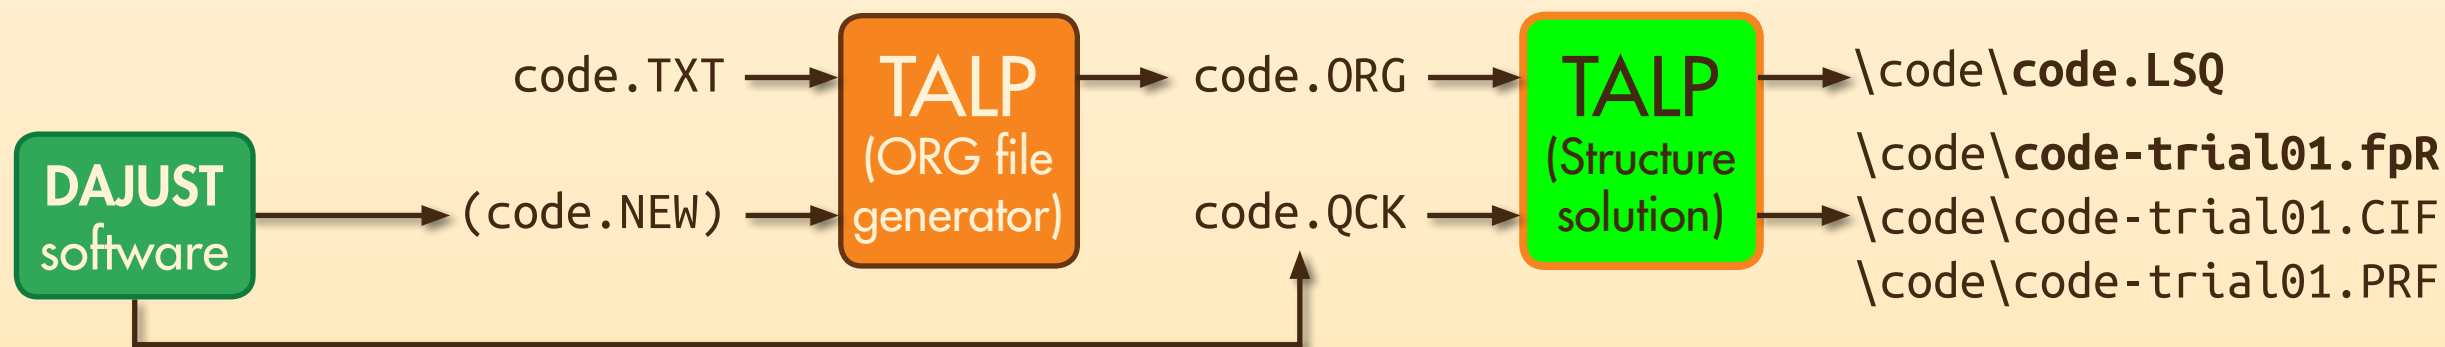 code.TXT
TALP
(ORG file
generator)
code.ORG
TALP
(Structure
solution)
\code\code.LSQ
DAJUST
software
(code.NEW)
code.QCK
\code\code-trial01.fpR
\code\code-trial01.CIF
\code\code-trial01.PRF